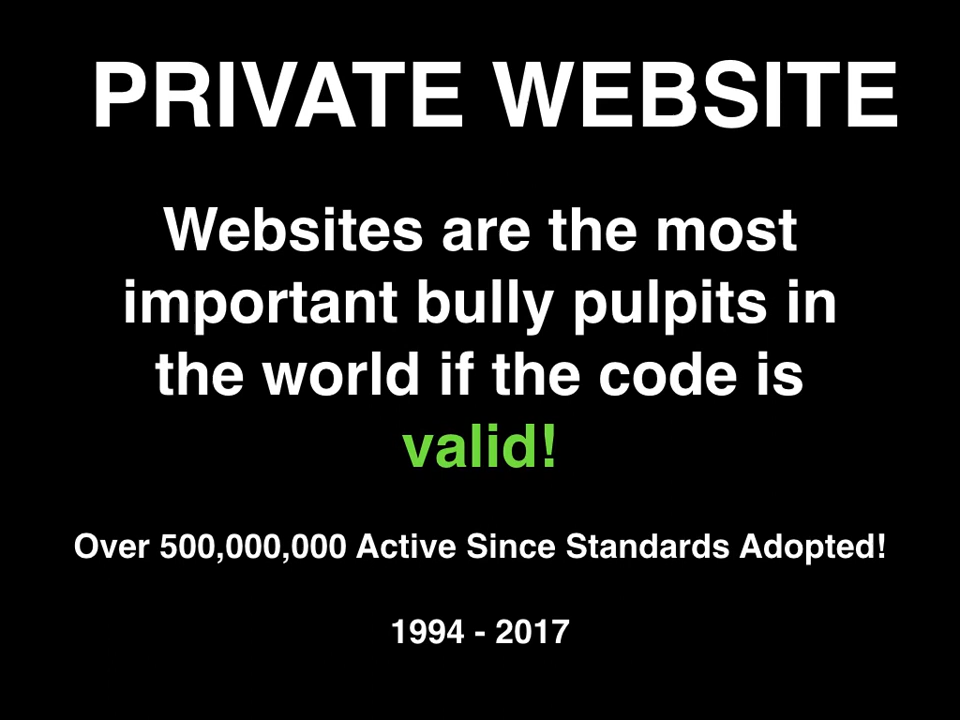 PRIVATE WEBSITE
Websites are the most
important bully pulpits in
the world if the code is
valid!
Over 500,000,000 Active Since Standards Adopted!
1994 - 2017